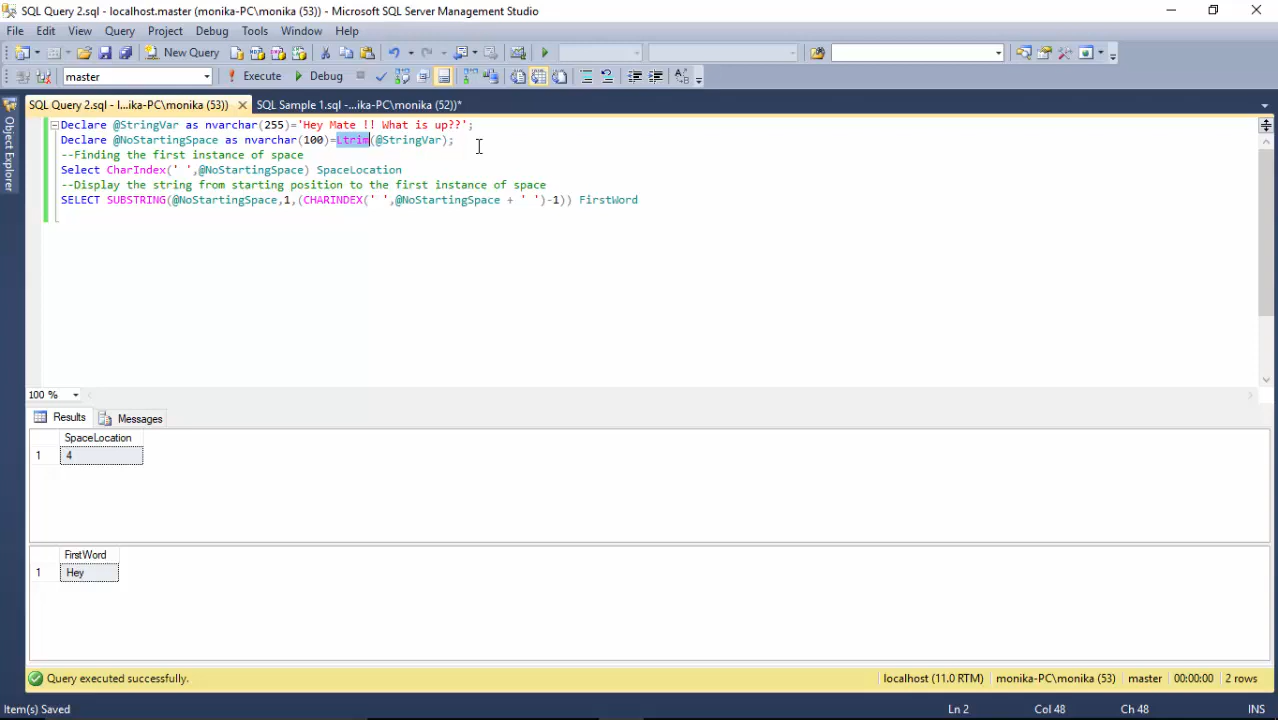 SQL Query 2.sql - localhost.master (monika-PC\monika (53)) - Microsoft SQL Server Management Studio
File Edit View Query Project Debug Tools Window Help
New Query
master Execute Debug
SQL Query 2.sql - l...ika-PC\monika (53)) SQL Sample 1.sql -...ika-PC\monika (52))*
Object Explorer
Declare @StringVar as nvarchar(255)='Hey Mate !! What is up??';
Declare @NoStartingSpace as nvarchar(100)=Ltrim(@StringVar);
--Finding the first instance of space
Select CharIndex(' ',@NoStartingSpace) SpaceLocation
--Display the string from starting position to the first instance of space
SELECT SUBSTRING(@NoStartingSpace,1,(CHARINDEX(' ',@NoStartingSpace + ' ')-1)) FirstWord
100 %
Results Messages
SpaceLocation
1 4
FirstWord
1 Hey
Query executed successfully. localhost (11.0 RTM) monika-PC\monika (53) master 00:00:00 2 rows
Item(s) Saved Ln 2 Col 48 Ch 48 INS